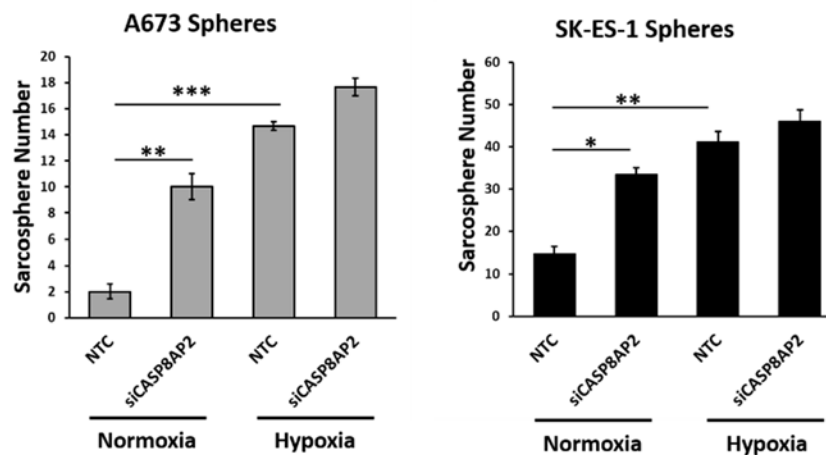 A673 Spheres
Sarcosphere Number
20
18
16
14
12
10
8
6
4
2
0
***
**
NTC
siCASP8AP2
NTC
siCASP8AP2
Normoxia
Hypoxia
SK-ES-1 Spheres
Sarcosphere Number
60
50
40
30
20
10
0
**
*
NTC
siCASP8AP2
NTC
siCASP8AP2
Normoxia
Hypoxia